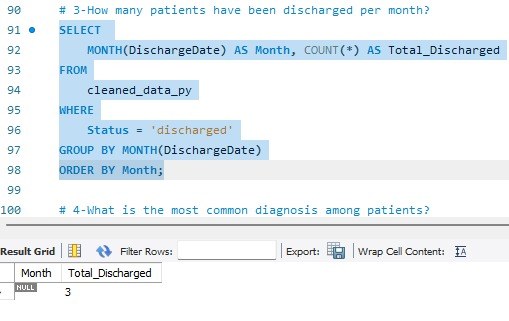 90 # 3-How many patients have been discharged per month?
91 SELECT
92 MONTH(DischargeDate) AS Month, COUNT(*) AS Total_Discharged
93 FROM
94 cleaned_data_py
95 WHERE
96 Status = 'discharged'
97 GROUP BY MONTH(DischargeDate)
98 ORDER BY Month;
99
100 # 4-What is the most common diagnosis among patients?
Result Grid Filter Rows: Export: Wrap Cell Content: IA
Month Total_Discharged
NULL 3